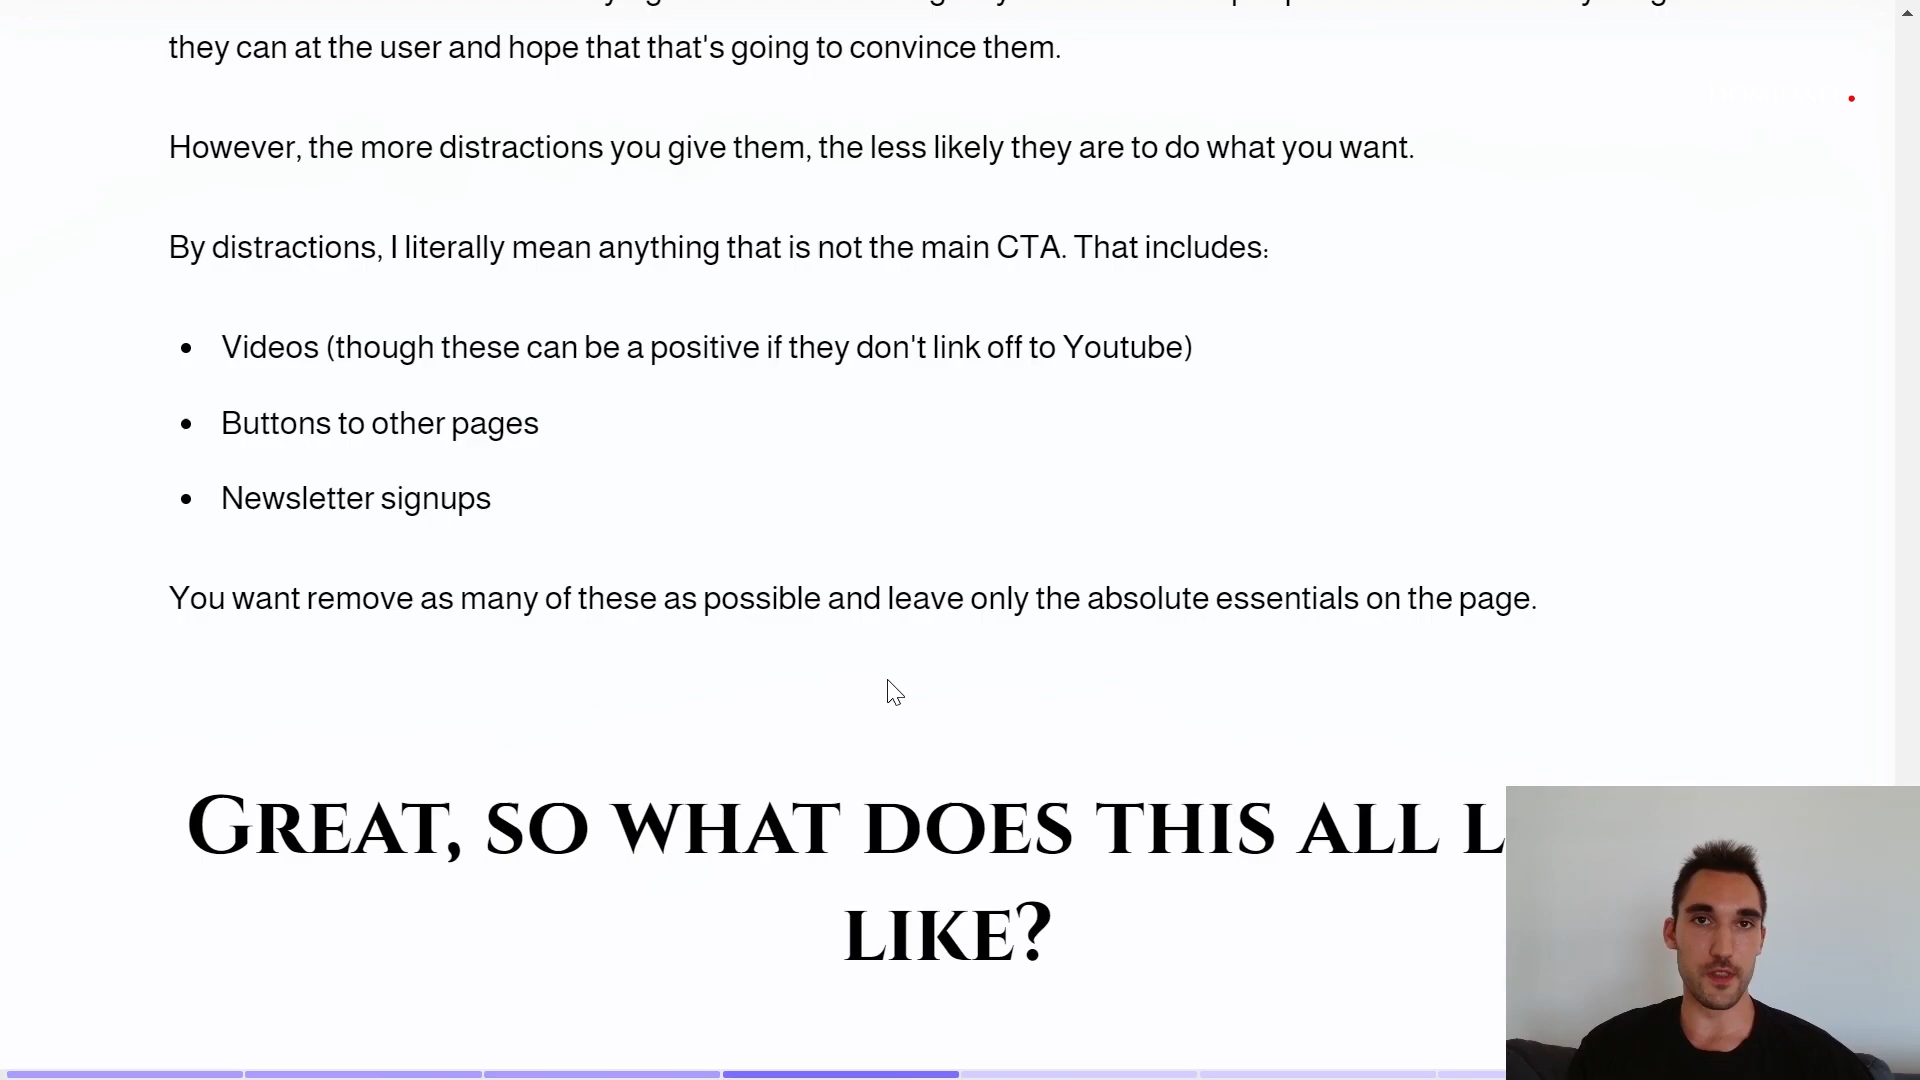 they can at the user and hope that that's going to convince them.
However, the more distractions you give them, the less likely they are to do what you want.
By distractions, I literally mean anything that is not the main CTA. That includes:
• Videos (though these can be a positive if they don't link off to Youtube)
• Buttons to other pages
• Newsletter signups
You want remove as many of these as possible and leave only the absolute essentials on the page.
GREAT, SO WHAT DOES THIS ALL L
LIKE?